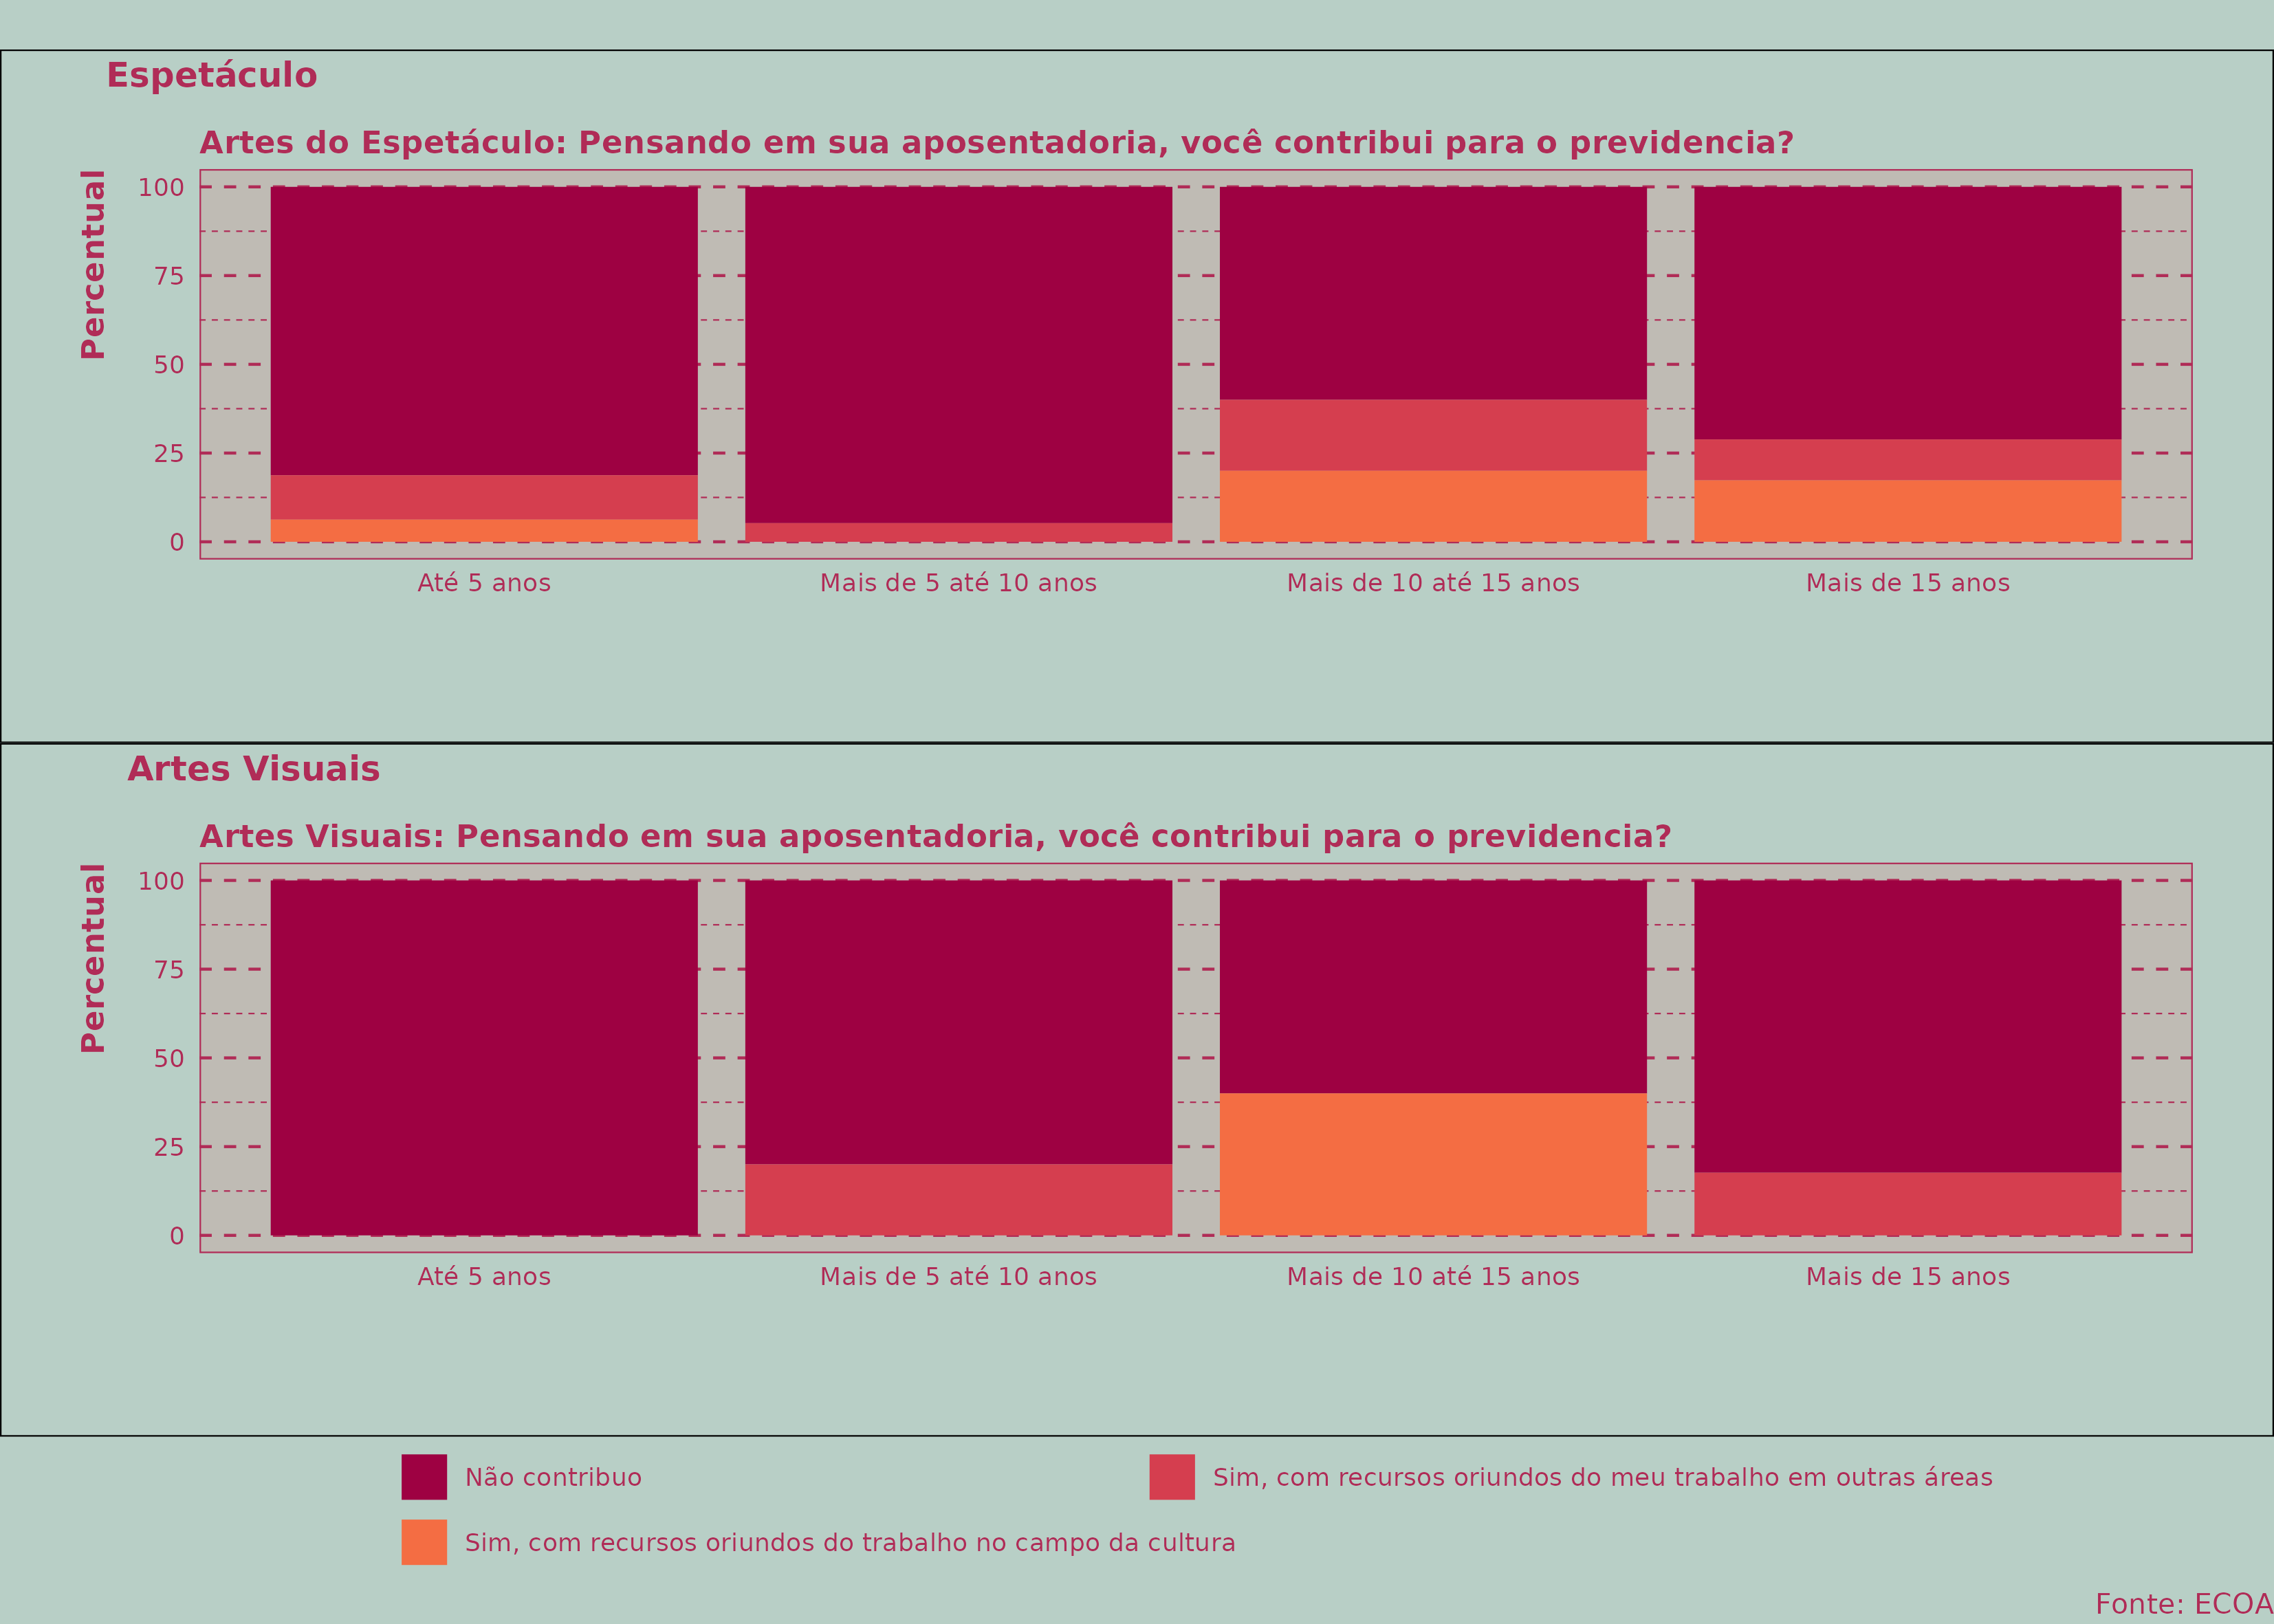 Espetáculo
Artes do Espetáculo: Pensando em sua aposentadoria, você contribui para o previdencia?
Percentual
100
75
50
25
0
Até 5 anos
Mais de 5 até 10 anos
Mais de 10 até 15 anos
Mais de 15 anos
Artes Visuais
Artes Visuais: Pensando em sua aposentadoria, você contribui para o previdencia?
Percentual
100
75
50
25
0
Até 5 anos
Mais de 5 até 10 anos
Mais de 10 até 15 anos
Mais de 15 anos
Não contribuo
Sim, com recursos oriundos do meu trabalho em outras áreas
Sim, com recursos oriundos do trabalho no campo da cultura
Fonte: ECOA